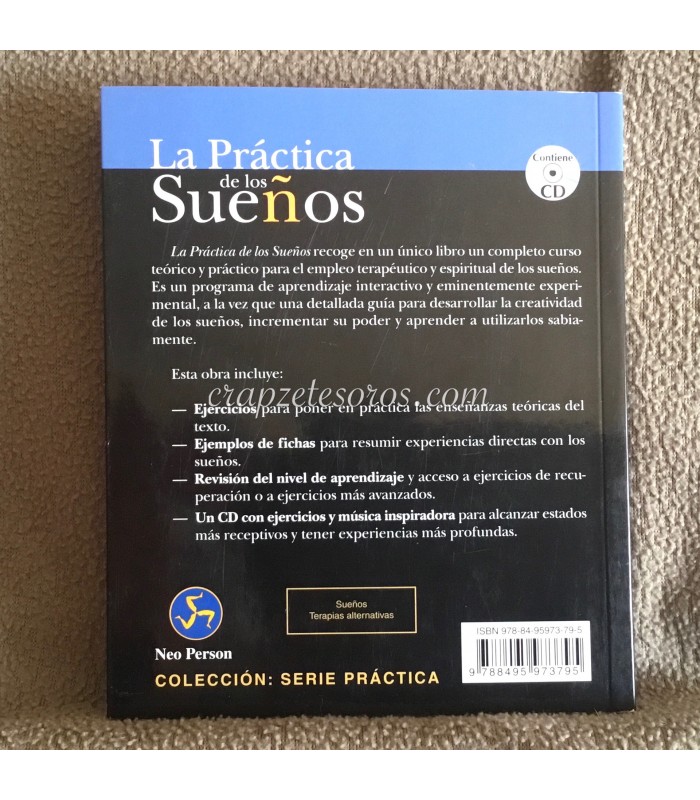 La Práctica
de los
Sueños
Contiene
CD
La Práctica de los Sueños recoge en un único libro un completo curso
teórico y práctico para el empleo terapéutico y espiritual de los sueños.
Es un programa de aprendizaje interactivo y eminentemente experi-
mental, a la vez que una detallada guía para desarrollar la creatividad
de los sueños, incrementar su poder y aprender a utilizarlos sabia-
mente.
Esta obra incluye:
crapzetesoros.com
— Ejercicios para poner en práctica las enseñanzas teóricas del
texto.
— Ejemplos de fichas para resumir experiencias directas con los
sueños.
— Revisión del nivel de aprendizaje y acceso a ejercicios de recu-
peración o a ejercicios más avanzados.
— Un CD con ejercicios y música inspiradora para alcanzar estados
más receptivos y tener experiencias más profundas.
Sueños
Terapias alternativas
Neo Person
COLECCIÓN: SERIE PRÁCTICA
ISBN 978-84-95973-79-5
9 788495 973795